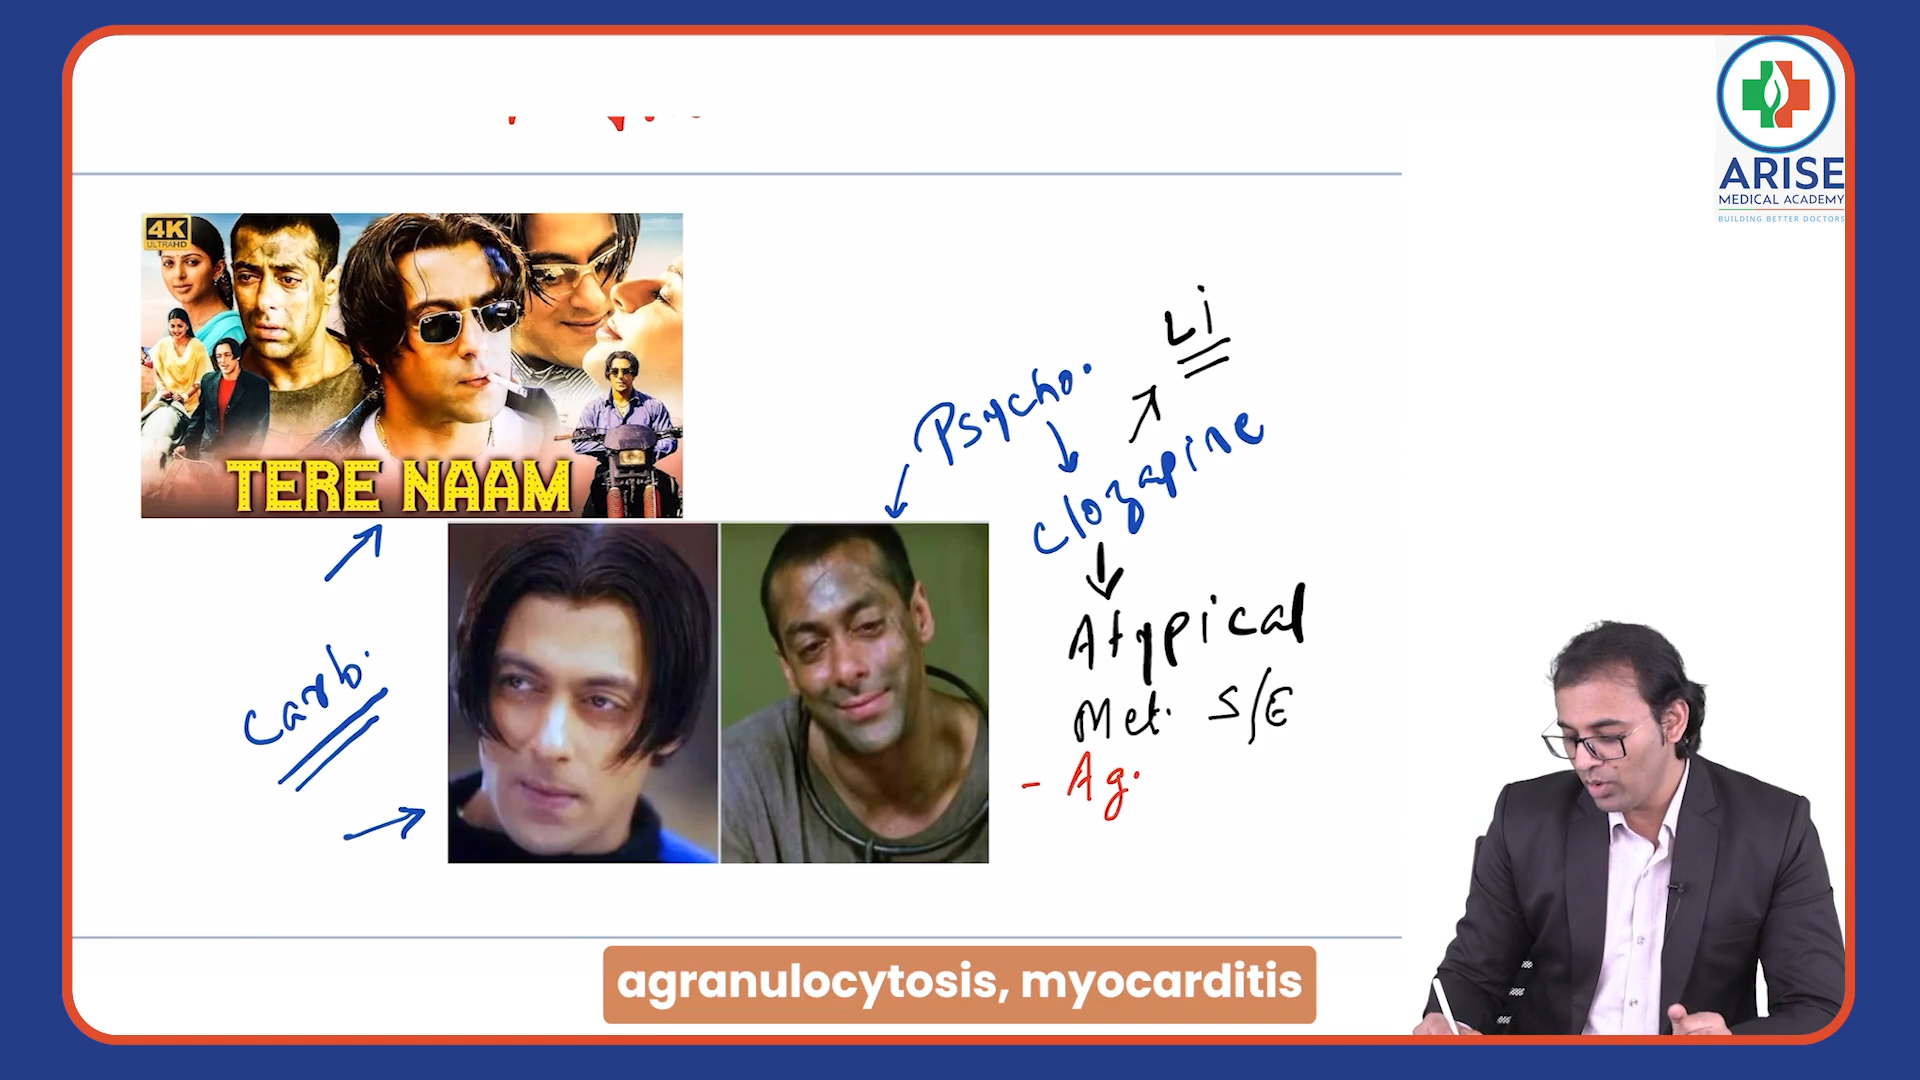 ARISE
MEDICAL ACADEMY
BUILDING BETTER DOCTORS
4K
ULTRA HD
TERE NAAM
Li
Psycho.
Clozapine
Atypical
Met. S/E
- Ag.
Carb.
agranulocytosis, myocarditis